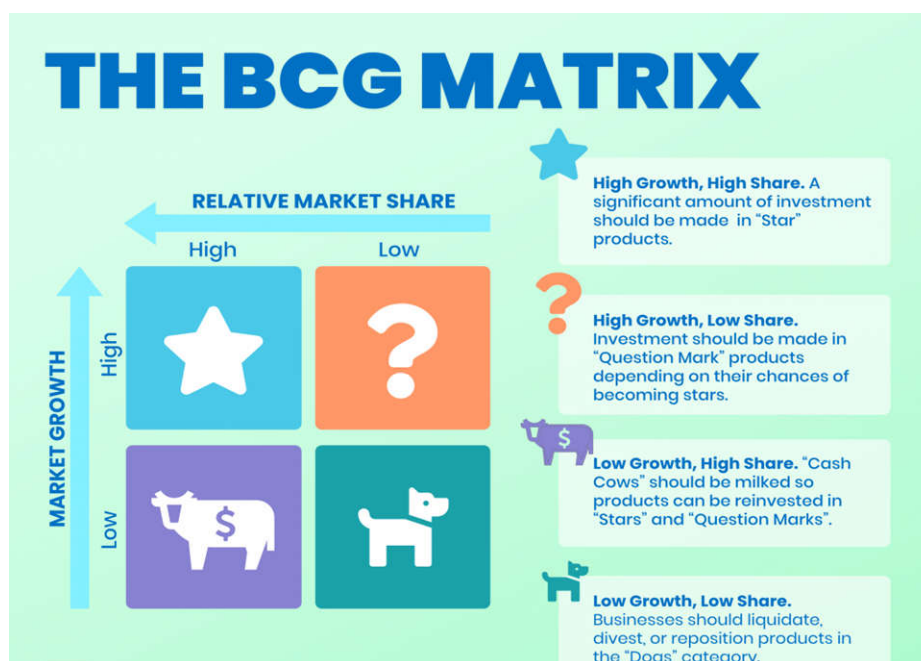 THE BCG MATRIX
RELATIVE MARKET SHARE
High
Low
MARKET GROWTH
High
Low
$
High Growth, High Share. A
significant amount of investment
should be made in “Star”
products.
High Growth, Low Share.
Investment should be made in
“Question Mark” products
depending on their chances of
becoming stars.
$
Low Growth, High Share. “Cash
Cows” should be milked so
products can be reinvested in
“Stars” and “Question Marks”.
Low Growth, Low Share.
Businesses should liquidate,
divest, or reposition products in
the “Dogs” category.